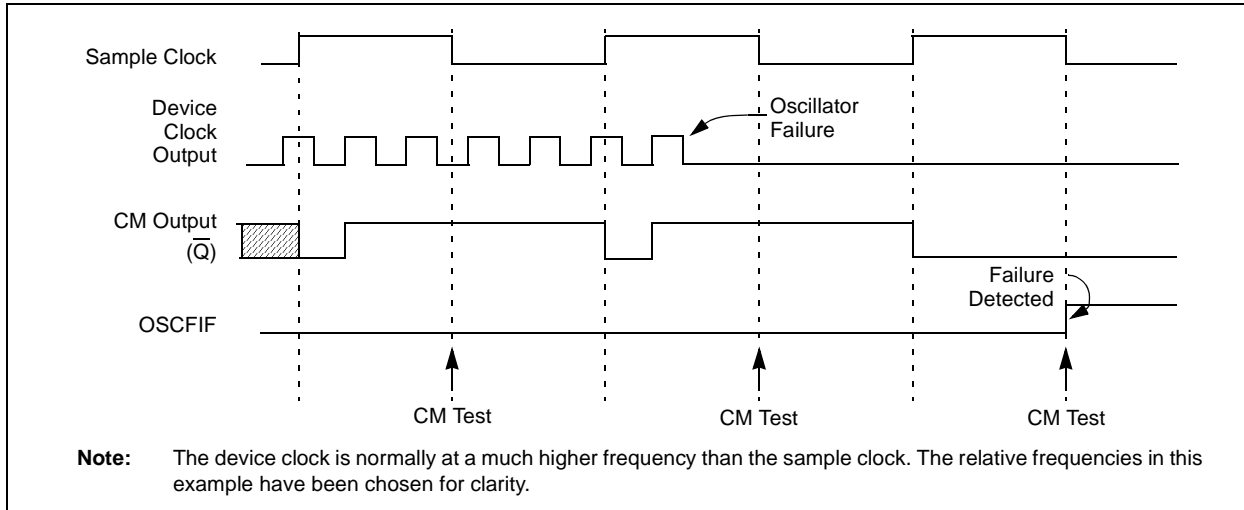 Sample Clock
Device
Clock
Output
Oscillator
Failure
CM Output
(Q̅)
Failure
Detected
OSCFIF
CM Test
CM Test
CM Test
Note: The device clock is normally at a much higher frequency than the sample clock. The relative frequencies in this
example have been chosen for clarity.